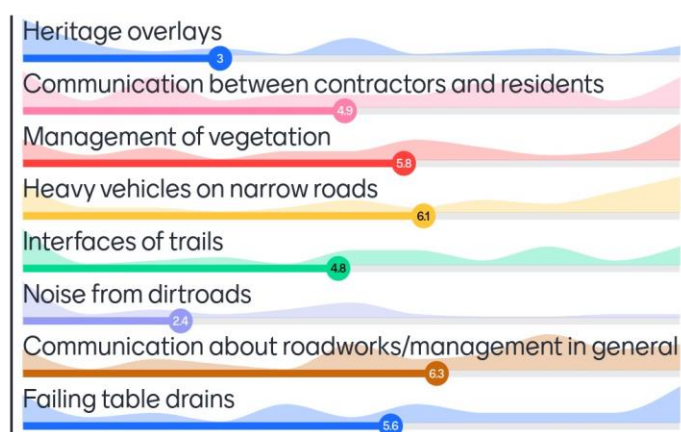 Heritage overlays
3
Communication between contractors and residents
4.9
Management of vegetation
5.8
Heavy vehicles on narrow roads
6.1
Interfaces of trails
4.8
Noise from dirtroads
2.4
Communication about roadworks/management in general
6.3
Failing table drains
5.6